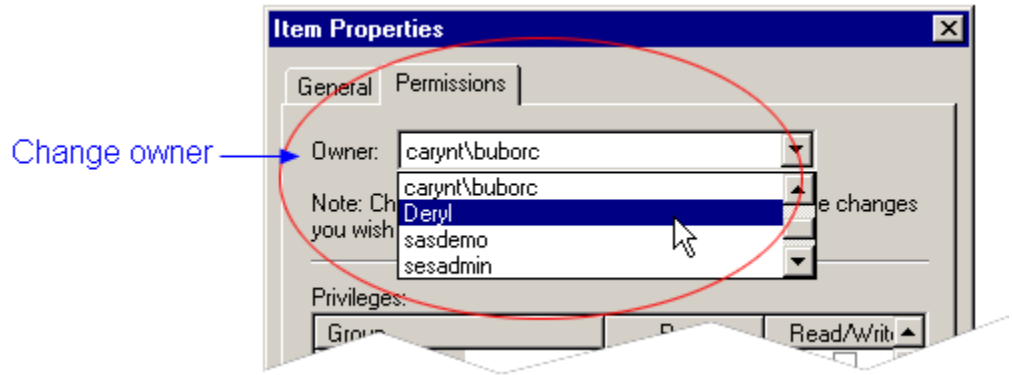 Item Properties
General Permissions
Change owner
Owner: carynt\buborc
carynt\buborc
Deryl
sasdemo
sesadmin
Note: Ch e changes
you wish
Privileges:
Group Read/Write